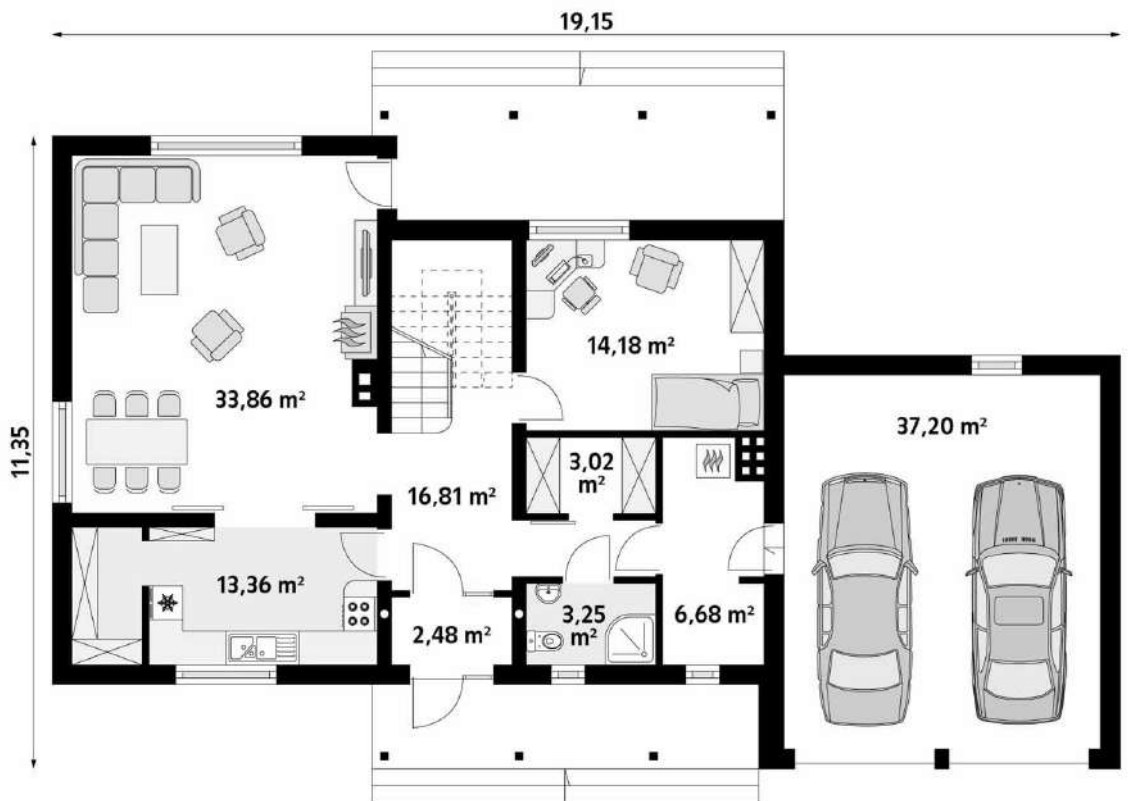 19,15
11,35
33,86 m²
14,18 m²
37,20 m²
3,02
m²
16,81 m²
13,36 m²
2,48 m²
3,25
m²
6,68 m²